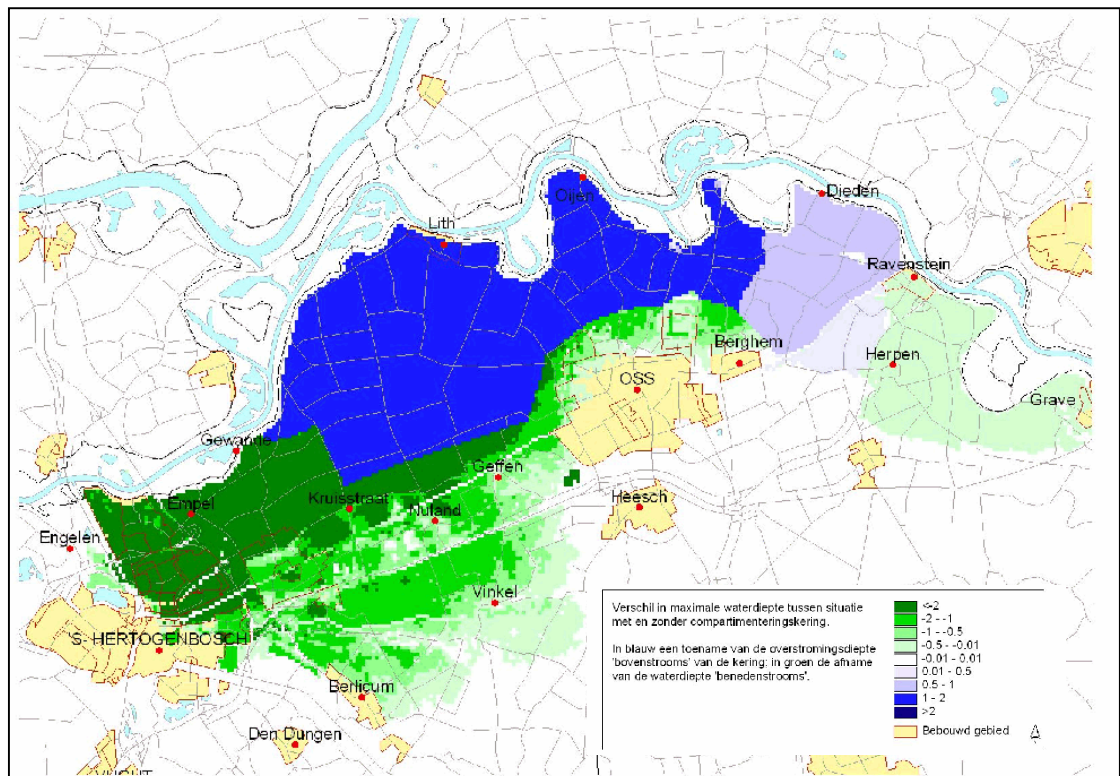 Dieden
Oijen
Lith
Ravenstein
Berghem
Herpen
OSS
Grave
Gewande
Geffen
Kruisstraat
Heesch
Empel
Nuland
Engelen
Vinkel
'S- HERTOGENBOSCH
Berlicum
Den Dungen
VUGHT
Verschil in maximale waterdiepte tussen situatie
met en zonder compartimenteringskering.
In blauw een toename van de overstromingsdiepte
'bovenstrooms' van de kering; in groen de afname
van de waterdiepte 'benedenstrooms'.
<-2
-2 - -1
-1 - -0.5
-0.5 - -0.01
-0.01 - 0.01
0.01 - 0.5
0.5 - 1
1 - 2
>2
Bebouwd gebied